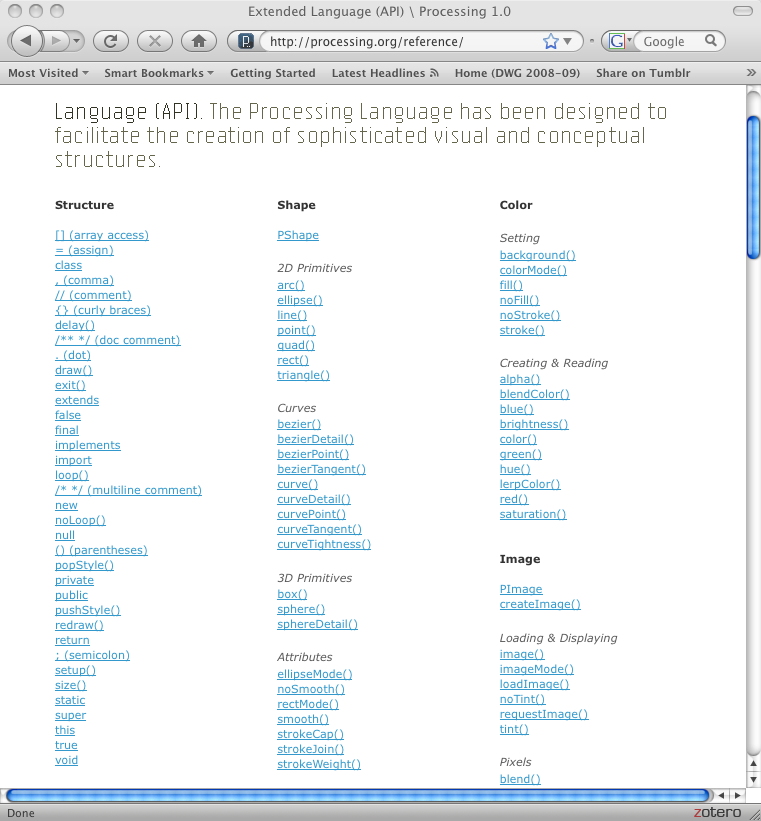 Extended Language (API) \ Processing 1.0
http://processing.org/reference/
Google
Most Visited Smart Bookmarks Getting Started Latest Headlines Home (DWG 2008-09) Share on Tumblr »
Language (API). The Processing Language has been designed to
facilitate the creation of sophisticated visual and conceptual
structures.
Structure
[] (array access)
= (assign)
class
, (comma)
// (comment)
{} (curly braces)
delay()
/** */ (doc comment)
. (dot)
draw()
exit()
extends
false
final
implements
import
loop()
/* */ (multiline comment)
new
noLoop()
null
() (parentheses)
popStyle()
private
public
pushStyle()
redraw()
return
; (semicolon)
setup()
size()
static
super
this
true
void
Shape
PShape
2D Primitives
arc()
ellipse()
line()
point()
quad()
rect()
triangle()
Curves
bezier()
bezierDetail()
bezierPoint()
bezierTangent()
curve()
curveDetail()
curvePoint()
curveTangent()
curveTightness()
3D Primitives
box()
sphere()
sphereDetail()
Attributes
ellipseMode()
noSmooth()
rectMode()
smooth()
strokeCap()
strokeJoin()
strokeWeight()
Color
Setting
background()
colorMode()
fill()
noFill()
noStroke()
stroke()
Creating & Reading
alpha()
blendColor()
blue()
brightness()
color()
green()
hue()
lerpColor()
red()
saturation()
Image
PImage
createImage()
Loading & Displaying
image()
imageMode()
loadImage()
noTint()
requestImage()
tint()
Pixels
blend()
Done
zotero